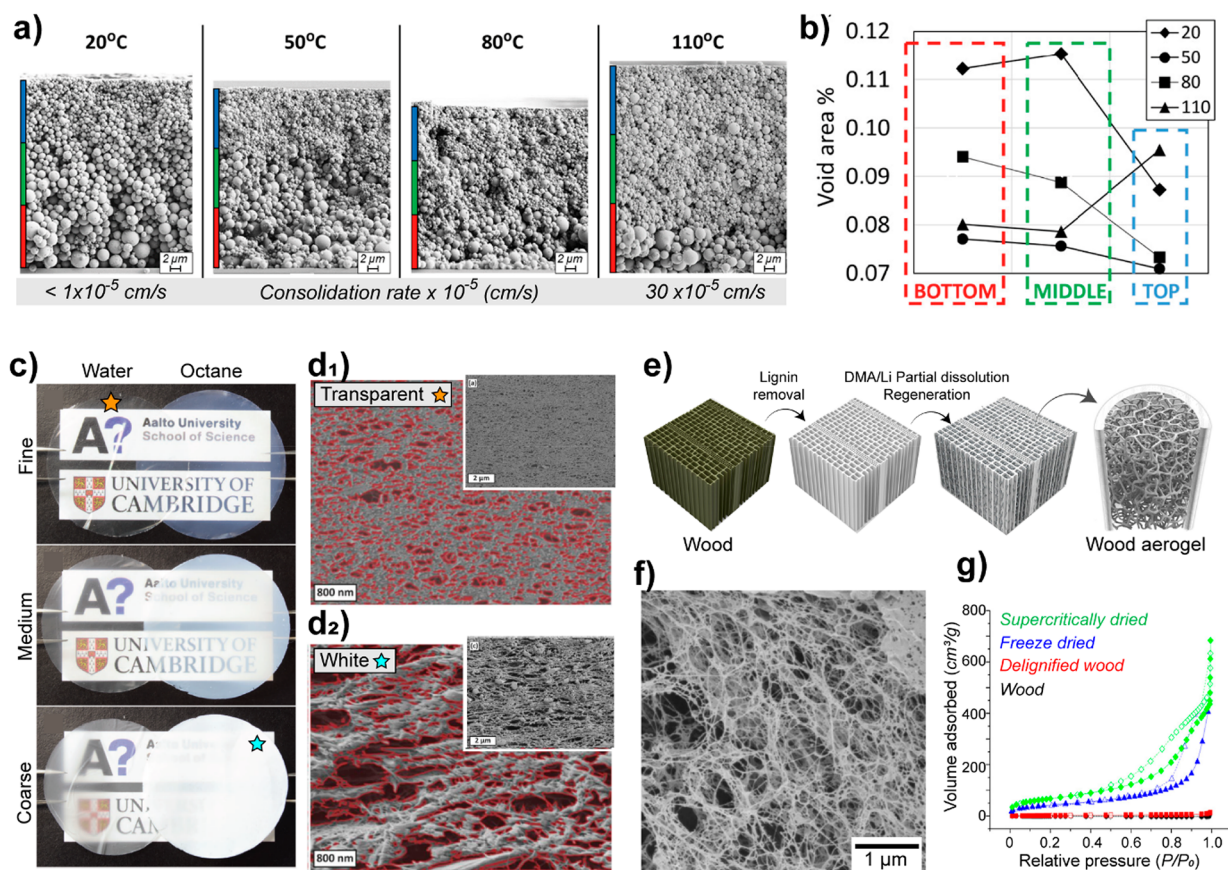 a)
20°C
50°C
80°C
110°C
2 µm
2 µm
2 µm
2 µm
< 1x10⁻⁵ cm/s
Consolidation rate x 10⁻⁵ (cm/s)
30 x10⁻⁵ cm/s
b)
Void area %
0.12
0.11
0.10
0.09
0.08
0.07
20
50
80
110
BOTTOM
MIDDLE
TOP
c)
Water
Octane
Fine
A?
Aalto University
School of Science
UNIVERSITY OF
CAMBRIDGE
Medium
A?
Aalto University
School of Science
UNIVERSITY OF
CAMBRIDGE
Coarse
A?
d₁)
Transparent
(a)
2 µm
800 nm
d₂)
White
(c)
2 µm
800 nm
e)
Lignin
removal
DMA/Li Partial dissolution
Regeneration
Wood
Wood aerogel
f)
1 µm
g)
Volume adsorbed (cm³/g)
800
700
600
500
400
300
200
100
0
Supercritically dried
Freeze dried
Delignified wood
Wood
0
0.2
0.4
0.6
0.8
1.0
Relative pressure (P/P₀)